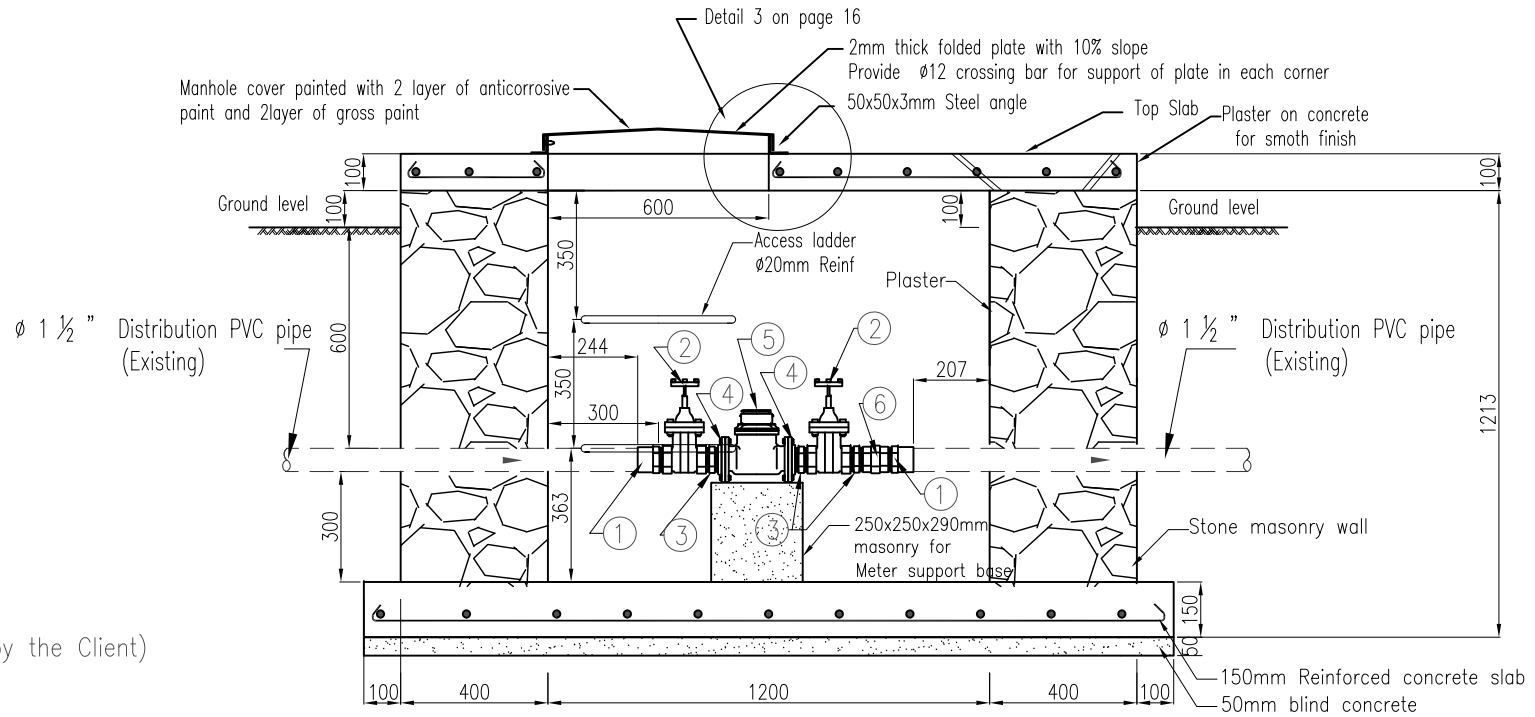 Detail 3 on page 16
2mm thick folded plate with 10% slope
Provide ø12 crossing bar for support of plate in each corner
Manhole cover painted with 2 layer of anticorrosive
paint and 2layer of gross paint
50x50x3mm Steel angle
Top Slab
Plaster on concrete
for smoth finish
100
100
Ground level
100
600
100
Ground level
350
Access ladder
ø20mm Reinf
Plaster
ø 1 ½ " Distribution PVC pipe
(Existing)
600
244
2
5
2
207
ø 1 ½ " Distribution PVC pipe
(Existing)
350
4
4
6
300
1213
1
300
363
1
3
3
250x250x290mm
masonry for
Meter support base
Stone masonry wall
150
50
by the Client)
150mm Reinforced concrete slab
50mm blind concrete
100
400
1200
400
100